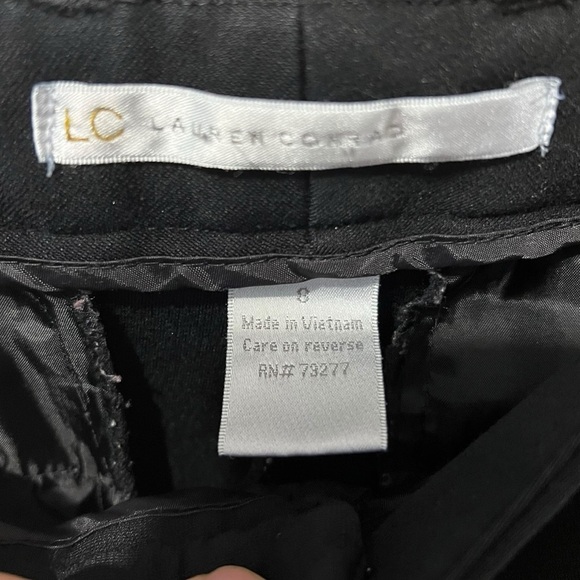 LC LAUREN CONRAD
8
Made in Vietnam
Care on reverse
RN# 73277